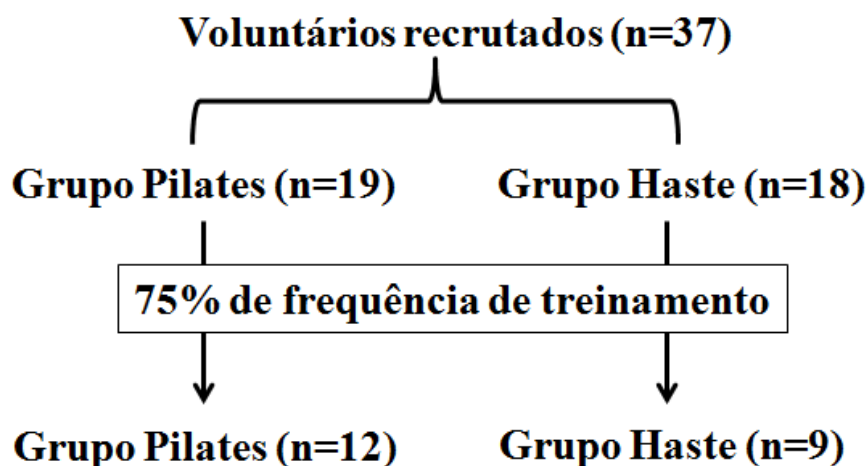 Voluntários recrutados (n=37)
Grupo Pilates (n=19)
Grupo Haste (n=18)
75% de frequência de treinamento
Grupo Pilates (n=12)
Grupo Haste (n=9)